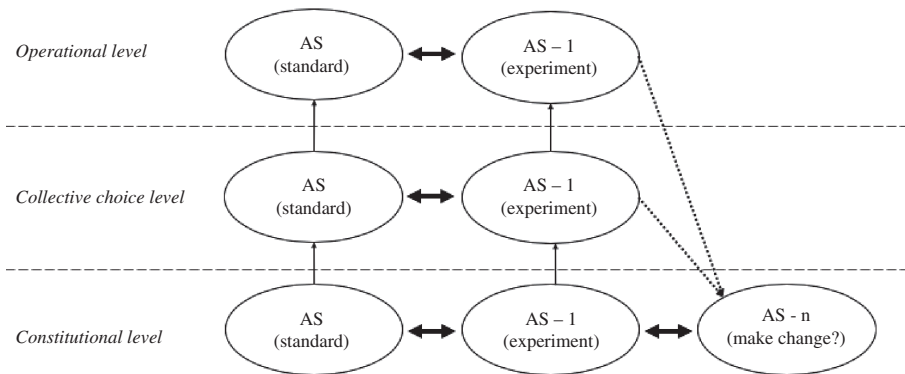 Operational level
AS
(standard)
AS – 1
(experiment)
Collective choice level
AS
(standard)
AS – 1
(experiment)
Constitutional level
AS
(standard)
AS – 1
(experiment)
AS - n
(make change?)